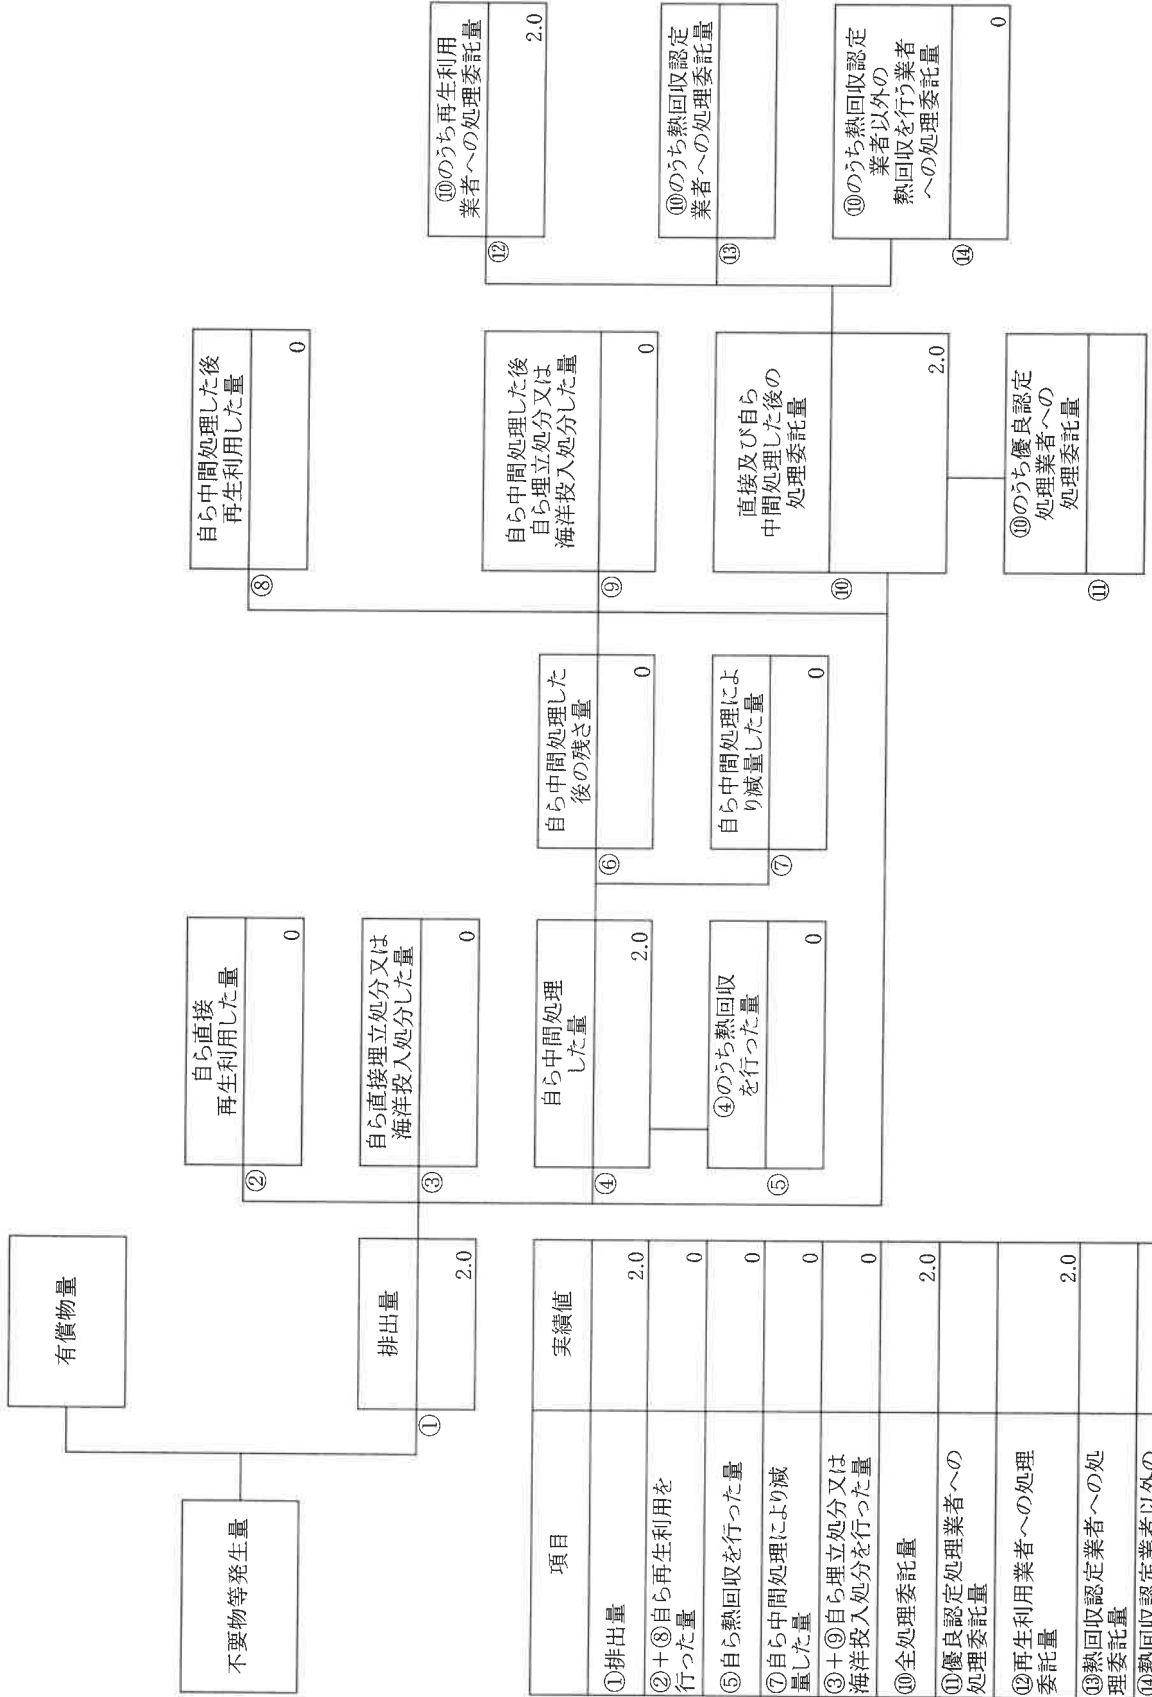 不要物等発生量
有償物量
①
排出量
2.0
②
自ら直接
再生利用した量
0
③
自ら直接埋立処分又は
海洋投入処分した量
0
④
自ら中間処理
した量
2.0
⑤
④のうち熱回収
を行った量
0
⑥
自ら中間処理した
後の残さ量
0
⑦
自ら中間処理によ
り減量した量
0
⑧
自ら中間処理した後
再生利用した量
0
⑨
自ら中間処理した後
自ら埋立処分又は
海洋投入処分した量
0
⑩
直接及び自ら
中間処理した後の
処理委託量
2.0
⑪
⑩のうち優良認定
処理業者への
処理委託量
⑫
⑩のうち再生利用
業者への処理委託量
2.0
⑬
⑩のうち熱回収認定
業者への処理委託量
⑭
⑩のうち熱回収認定
業者以外の
熱回収を行う業者
への処理委託量
0
項目 実績値
①排出量 2.0
②+⑧自ら再生利用を
行った量 0
⑤自ら熱回収を行った量 0
⑦自ら中間処理により減
量した量 0
③+⑨自ら埋立処分又は
海洋投入処分を行った量 0
⑩全処理委託量 2.0
⑪優良認定処理業者への
処理委託量
⑫再生利用業者への処理
委託量 2.0
⑬熱回収認定業者への処
理委託量
⑭熱回収認定業者以外の